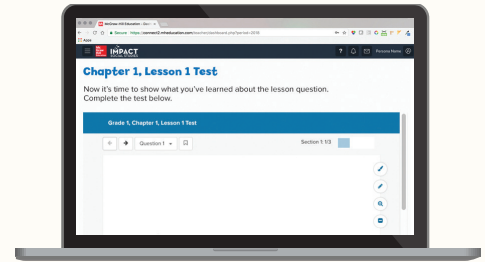 McGraw-Hill Education
Secure https://connected.mheducation.com
Apps
IMPACT
SOCIAL STUDIES
? Persona Name
Chapter 1, Lesson 1 Test
Now it's time to show what you've learned about the lesson question.
Complete the test below.
Grade 1, Chapter 1, Lesson 1 Test
Question 1
Section 1: 1/3